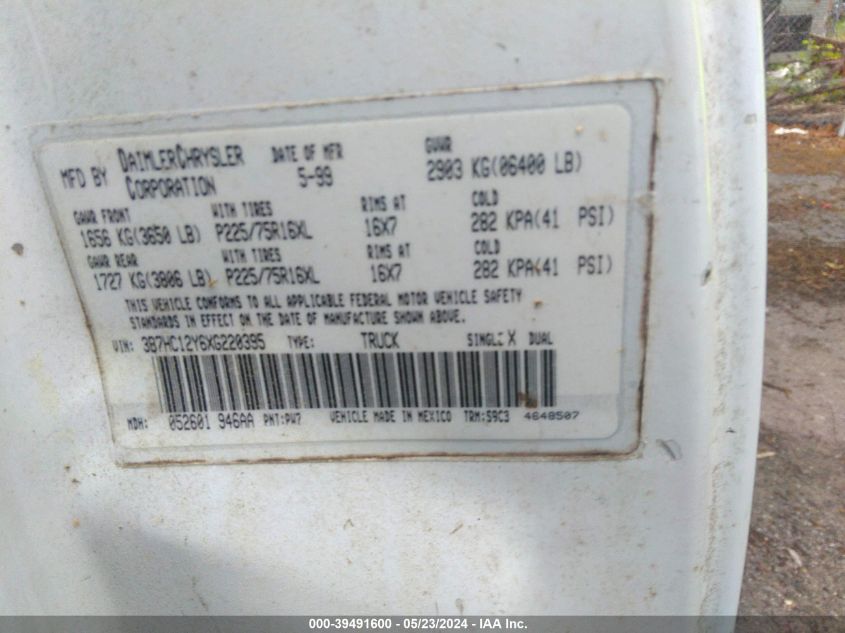 MFD BY DAIMLERCHRYSLER CORPORATION DATE OF MFR 5-99 GVWR 2903 KG(06400 LB)
GAWR FRONT WITH TIRES RIMS AT COLD
1656 KG(3650 LB) P225/75R16XL 16X7 282 KPA(41 PSI)
GAWR REAR WITH TIRES RIMS AT COLD
1727 KG(3806 LB) P225/75R16XL 16X7 282 KPA(41 PSI)
THIS VEHICLE CONFORMS TO ALL APPLICABLE FEDERAL MOTOR VEHICLE SAFETY
STANDARDS IN EFFECT ON THE DATE OF MANUFACTURE SHOWN ABOVE.
VIN: 3B7HC12Y6XG220395 TYPE: TRUCK SINGLE X DUAL
MDH: 052601 946AA PNT:PW7 VEHICLE MADE IN MEXICO TRM:S9C3 4648507
000-39491600 - 05/23/2024 - IAA Inc.